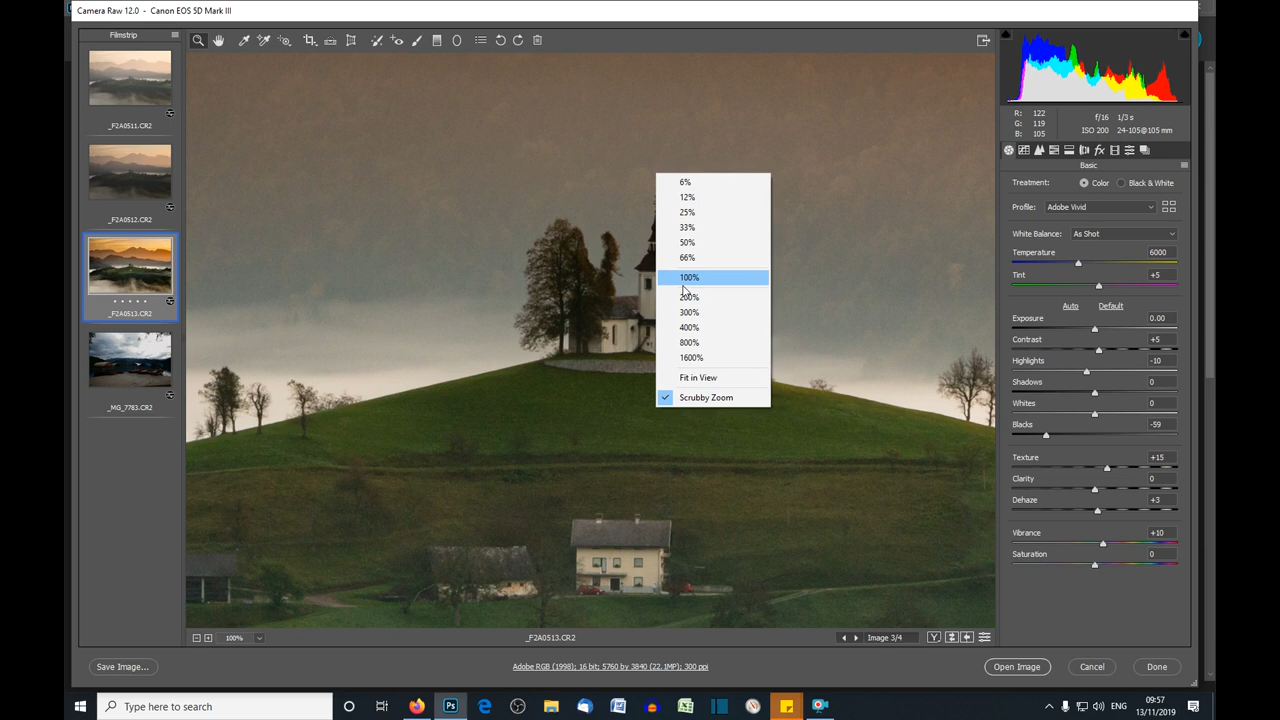 Camera Raw 12.0 - Canon EOS 5D Mark III
Filmstrip
_F2A0511.CR2
_F2A0512.CR2
_F2A0513.CR2
_MG_7783.CR2
6%
12%
25%
33%
50%
66%
100%
200%
300%
400%
800%
1600%
Fit in View
Scrubby Zoom
R: 122
G: 119
B: 105
f/16 1/3 s
ISO 200 24-105@105 mm
Basic
Treatment: Color Black & White
Profile: Adobe Vivid
White Balance: As Shot
Temperature 6000
Tint +5
Auto Default
Exposure 0.00
Contrast +5
Highlights -10
Shadows 0
Whites 0
Blacks -59
Texture +15
Clarity 0
Dehaze +3
Vibrance +10
Saturation 0
100% _F2A0513.CR2 Image 3/4
Save Image... Adobe RGB (1998); 16 bit; 5760 by 3840 (22.1MP); 300 ppi Open Image Cancel Done
Type here to search
ENG
09:57
13/11/2019